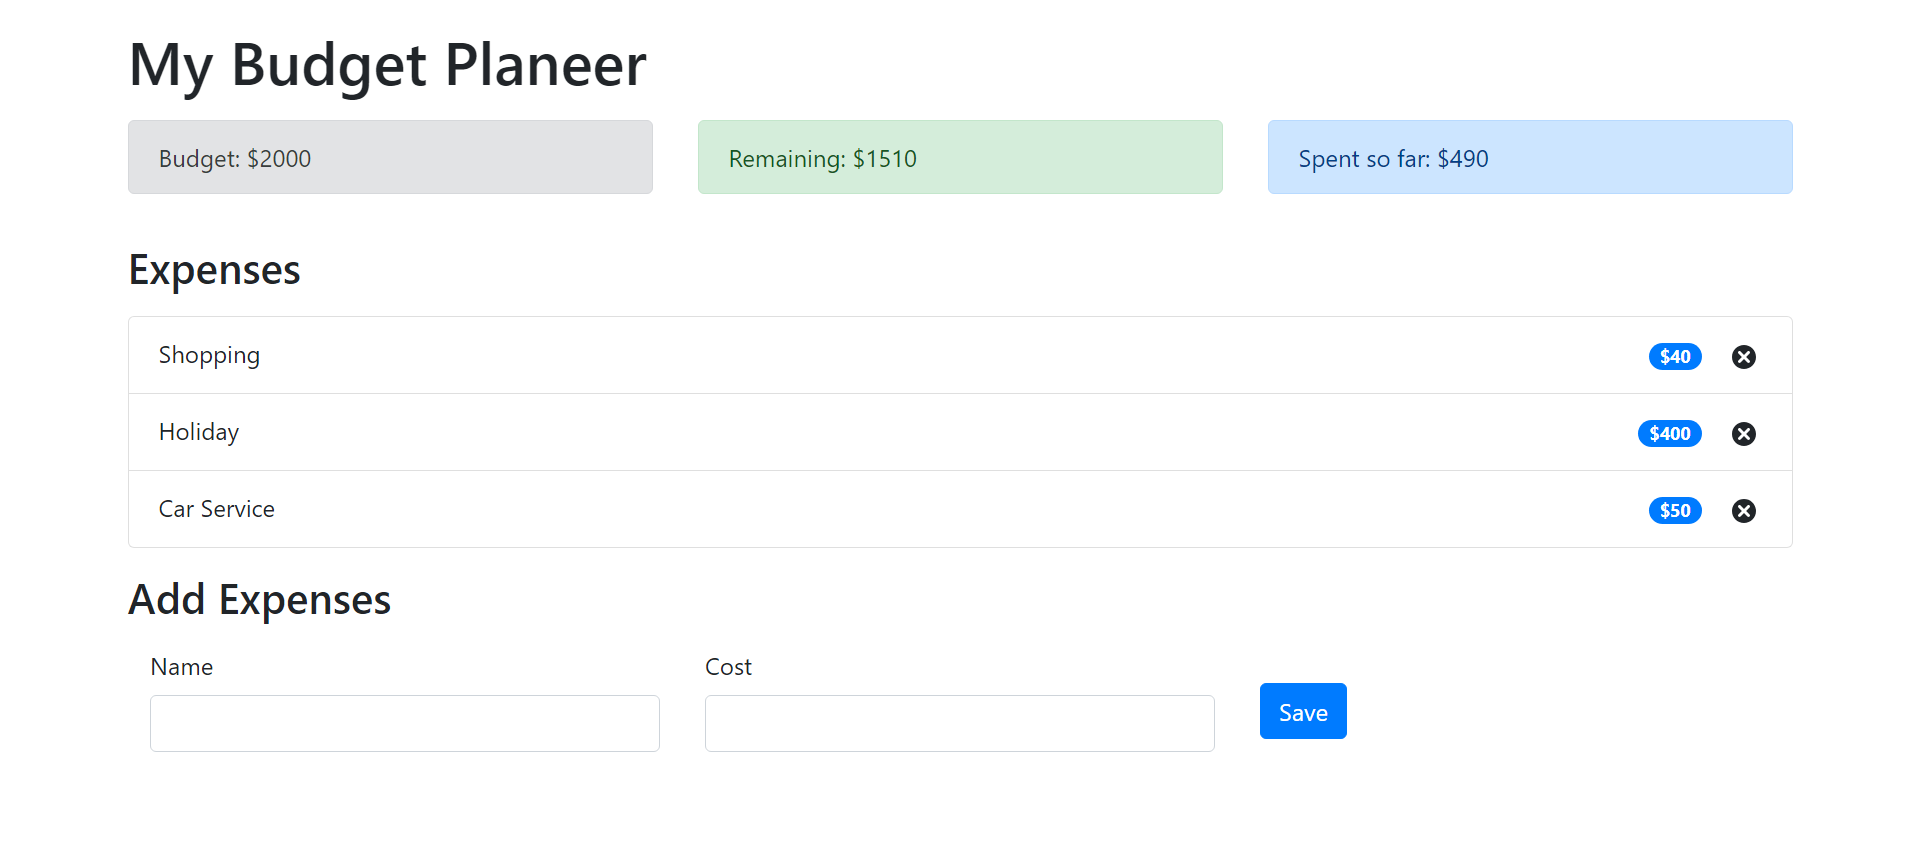 My Budget Planeer
Budget: $2000 Remaining: $1510 Spent so far: $490
Expenses
Shopping $40
Holiday $400
Car Service $50
Add Expenses
Name Cost
Save